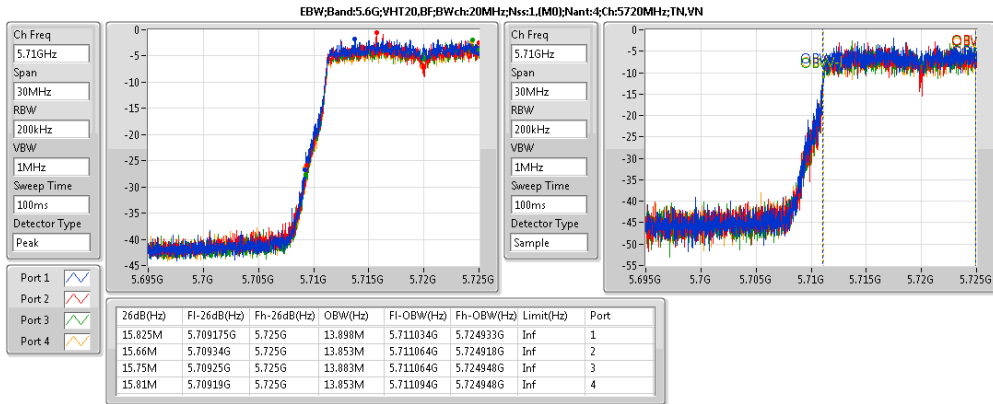 EBW;Band:5.6G;VHT20,BF;BWch:20MHz;Nss:1,(M0);Nant:4;Ch:5720MHz;TN,VN
Ch Freq
5.71GHz
Span
30MHz
RBW
200kHz
VBW
1MHz
Sweep Time
100ms
Detector Type
Peak
0
-5
-10
-15
-20
-25
-30
-35
-40
-45
5.695G 5.7G 5.705G 5.71G 5.715G 5.72G 5.725G
Ch Freq
5.71GHz
Span
30MHz
RBW
200kHz
VBW
1MHz
Sweep Time
100ms
Detector Type
Sample
0
-5
-10
-15
-20
-25
-30
-35
-40
-45
-50
-55
5.695G 5.7G 5.705G 5.71G 5.715G 5.72G 5.725G
Port 1
Port 2
Port 3
Port 4
26dB(Hz) Fl-26dB(Hz) Fh-26dB(Hz) OBW(Hz) Fl-OBW(Hz) Fh-OBW(Hz) Limit(Hz) Port
15.825M 5.709175G 5.725G 13.898M 5.711034G 5.724933G Inf 1
15.66M 5.70934G 5.725G 13.853M 5.711064G 5.724918G Inf 2
15.75M 5.70925G 5.725G 13.883M 5.711064G 5.724948G Inf 3
15.81M 5.70919G 5.725G 13.853M 5.711094G 5.724948G Inf 4